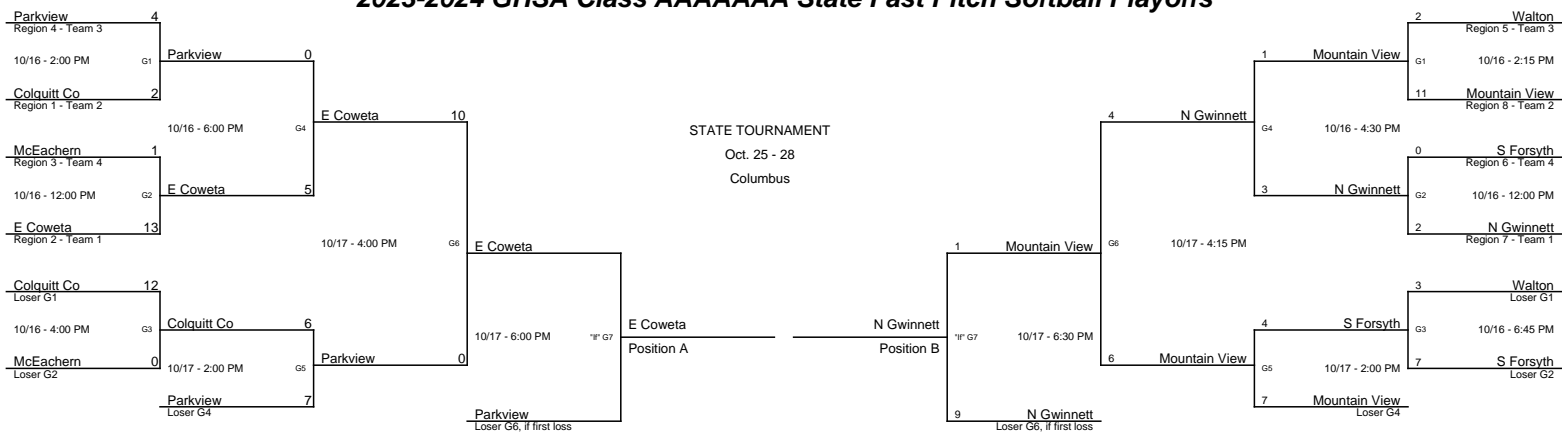 2023-2024 GHSA Class AAAAAAA State Fast Pitch Softball Playoffs
Parkview 4
Region 4 - Team 3
10/16 - 2:00 PM G1
Parkview 0
Colquitt Co 2
Region 1 - Team 2
10/16 - 6:00 PM G4
E Coweta 10
McEachern 1
Region 3 - Team 4
10/16 - 12:00 PM G2
E Coweta 5
E Coweta 13
Region 2 - Team 1
10/17 - 4:00 PM G6
E Coweta
Colquitt Co 12
Loser G1
10/16 - 4:00 PM G3
Colquitt Co 6
McEachern 0
Loser G2
10/17 - 2:00 PM G5
Parkview 0
Parkview 7
Loser G4
10/17 - 6:00 PM "If" G7
E Coweta
Position A
Parkview
Loser G6, if first loss
STATE TOURNAMENT
Oct. 25 - 28
Columbus
2 Walton
Region 5 - Team 3
1 Mountain View
G1 10/16 - 2:15 PM
11 Mountain View
Region 8 - Team 2
4 N Gwinnett
G4 10/16 - 4:30 PM
0 S Forsyth
Region 6 - Team 4
3 N Gwinnett
G2 10/16 - 12:00 PM
2 N Gwinnett
Region 7 - Team 1
1 Mountain View
G6 10/17 - 4:15 PM
3 Walton
Loser G1
4 S Forsyth
G3 10/16 - 6:45 PM
7 S Forsyth
Loser G2
6 Mountain View
G5 10/17 - 2:00 PM
7 Mountain View
Loser G4
N Gwinnett
Position B
"If" G7 10/17 - 6:30 PM
9 N Gwinnett
Loser G6, if first loss